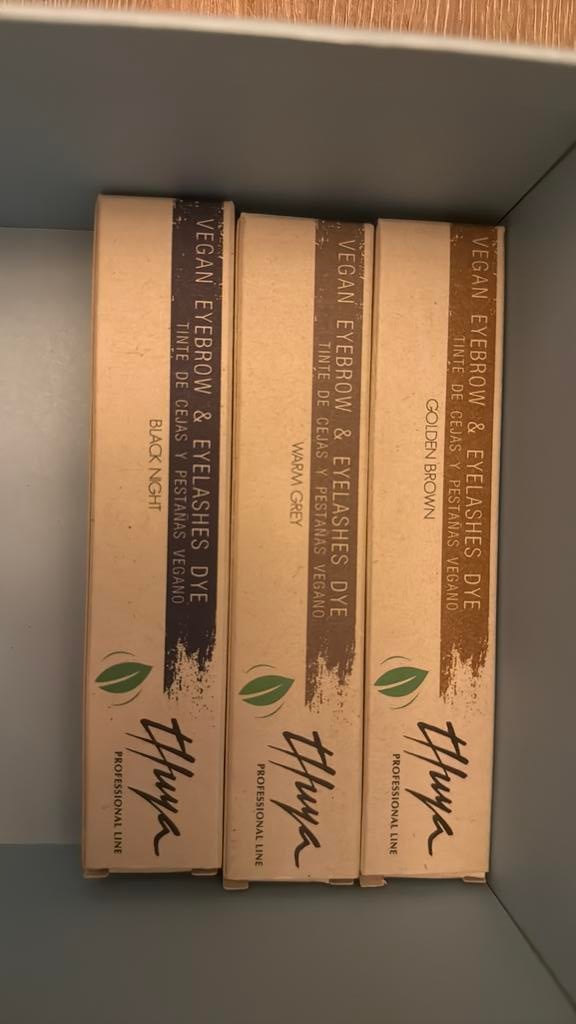 VEGAN EYEBROW & EYELASHES DYE
TINTE DE CEJAS Y PESTAÑAS VEGANO
BLACK NIGHT
thuya
PROFESSIONAL LINE
VEGAN EYEBROW & EYELASHES DYE
TINTE DE CEJAS Y PESTAÑAS VEGANO
WARM GREY
thuya
PROFESSIONAL LINE
VEGAN EYEBROW & EYELASHES DYE
TINTE DE CEJAS Y PESTAÑAS VEGANO
GOLDEN BROWN
thuya
PROFESSIONAL LINE